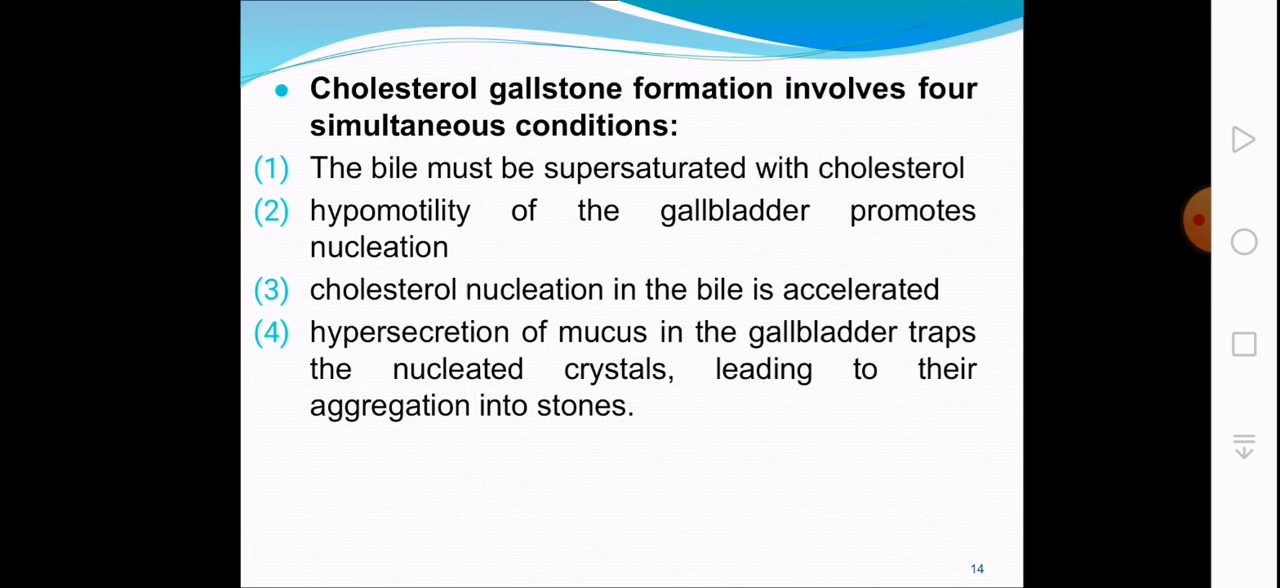 Cholesterol gallstone formation involves four
simultaneous conditions:
(1) The bile must be supersaturated with cholesterol
(2) hypomotility of the gallbladder promotes
nucleation
(3) cholesterol nucleation in the bile is accelerated
(4) hypersecretion of mucus in the gallbladder traps
the nucleated crystals, leading to their
aggregation into stones.
14